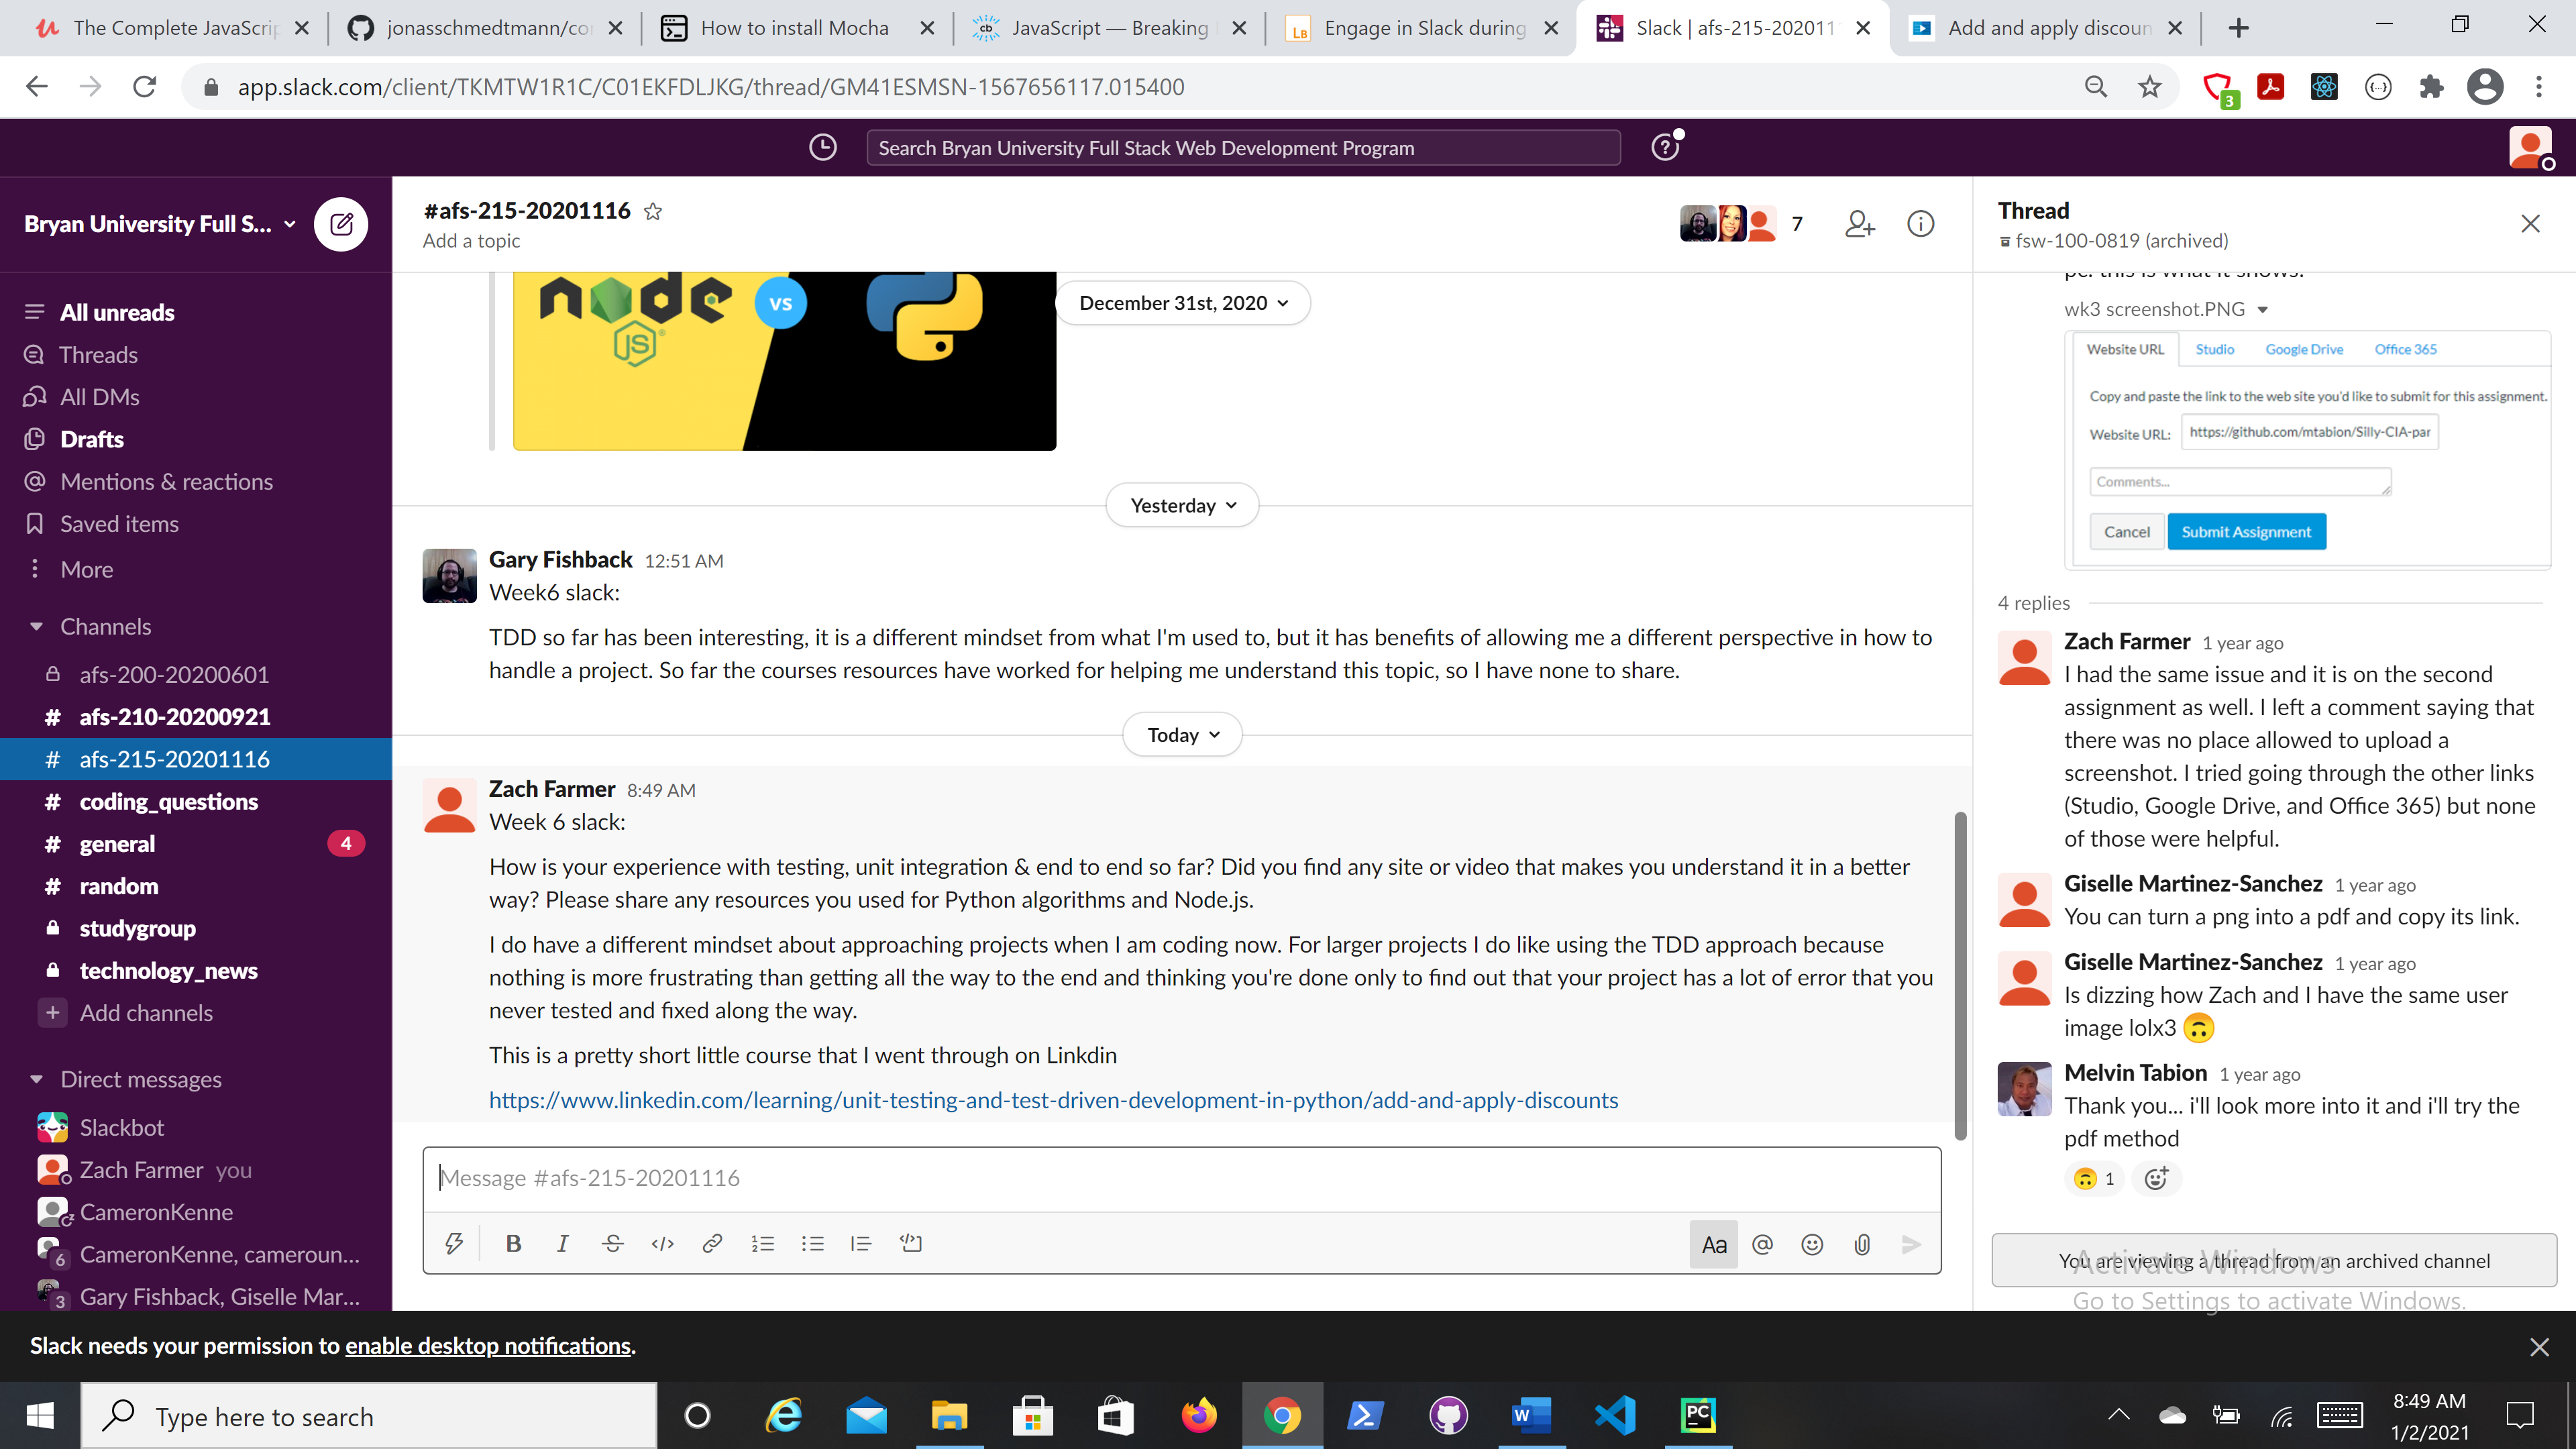 The Complete JavaScrip
jonasschmedtmann/co
How to install Mocha
JavaScript — Breaking
Engage in Slack during
Slack | afs-215-202011
Add and apply discoun
app.slack.com/client/TKMTW1R1C/C01EKFDLJKG/thread/GM41ESMSN-1567656117.015400
3
Search Bryan University Full Stack Web Development Program
Bryan University Full S...
All unreads
Threads
All DMs
Drafts
Mentions & reactions
Saved items
More
Channels
afs-200-20200601
# afs-210-20200921
# afs-215-20201116
# coding_questions
# general 4
# random
studygroup
technology_news
+ Add channels
Direct messages
Slackbot
Zach Farmer you
CameronKenne
6 CameronKenne, cameroun...
3 Gary Fishback, Giselle Mar...
#afs-215-20201116
Add a topic
7
node
JS
VS
December 31st, 2020
Yesterday
Gary Fishback 12:51 AM
Week6 slack:
TDD so far has been interesting, it is a different mindset from what I'm used to, but it has benefits of allowing me a different perspective in how to
handle a project. So far the courses resources have worked for helping me understand this topic, so I have none to share.
Today
Zach Farmer 8:49 AM
Week 6 slack:
How is your experience with testing, unit integration & end to end so far? Did you find any site or video that makes you understand it in a better
way? Please share any resources you used for Python algorithms and Node.js.
I do have a different mindset about approaching projects when I am coding now. For larger projects I do like using the TDD approach because
nothing is more frustrating than getting all the way to the end and thinking you're done only to find out that your project has a lot of error that you
never tested and fixed along the way.
This is a pretty short little course that I went through on Linkdin
https://www.linkedin.com/learning/unit-testing-and-test-driven-development-in-python/add-and-apply-discounts
Message #afs-215-20201116
B I S
Aa @
Thread
fsw-100-0819 (archived)
pc. this is what it shows.
wk3 screenshot.PNG
Website URL Studio Google Drive Office 365
Copy and paste the link to the web site you'd like to submit for this assignment.
Website URL: https://github.com/mtabion/Silly-CIA-par
Comments...
Cancel Submit Assignment
4 replies
Zach Farmer 1 year ago
I had the same issue and it is on the second
assignment as well. I left a comment saying that
there was no place allowed to upload a
screenshot. I tried going through the other links
(Studio, Google Drive, and Office 365) but none
of those were helpful.
Giselle Martinez-Sanchez 1 year ago
You can turn a png into a pdf and copy its link.
Giselle Martinez-Sanchez 1 year ago
Is dizzing how Zach and I have the same user
image lolx3
Melvin Tabion 1 year ago
Thank you... i'll look more into it and i'll try the
pdf method
1
You are viewing a thread from an archived channel
Activate Windows
Go to Settings to activate Windows.
Slack needs your permission to enable desktop notifications.
Type here to search
8:49 AM
1/2/2021